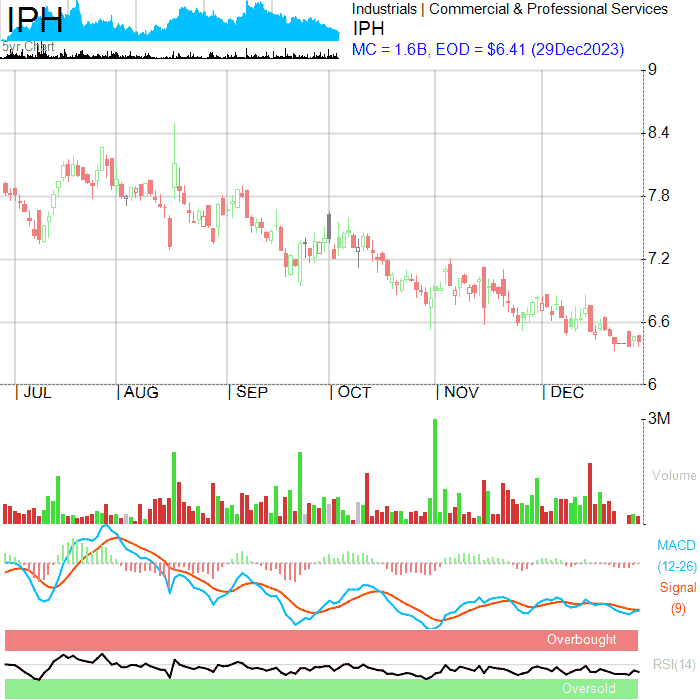 IPH
5yr Chart
Industrials | Commercial & Professional Services
IPH
MC = 1.6B, EOD = $6.41 (29Dec2023)
9
8.4
7.8
7.2
6.6
6
| JUL | AUG | SEP | OCT | NOV | DEC
3M
Volume
MACD
(12-26)
Signal
(9)
Overbought
RSI(14)
Oversold